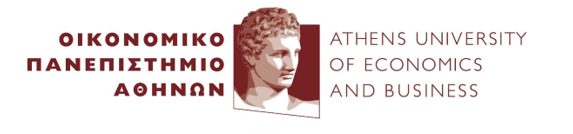 ΟΙΚΟΝΟΜΙΚΟ
ΠΑΝΕΠΙΣΤΗΜΙΟ
ΑΘΗΝΩΝ
ATHENS UNIVERSITY
OF ECONOMICS
AND BUSINESS